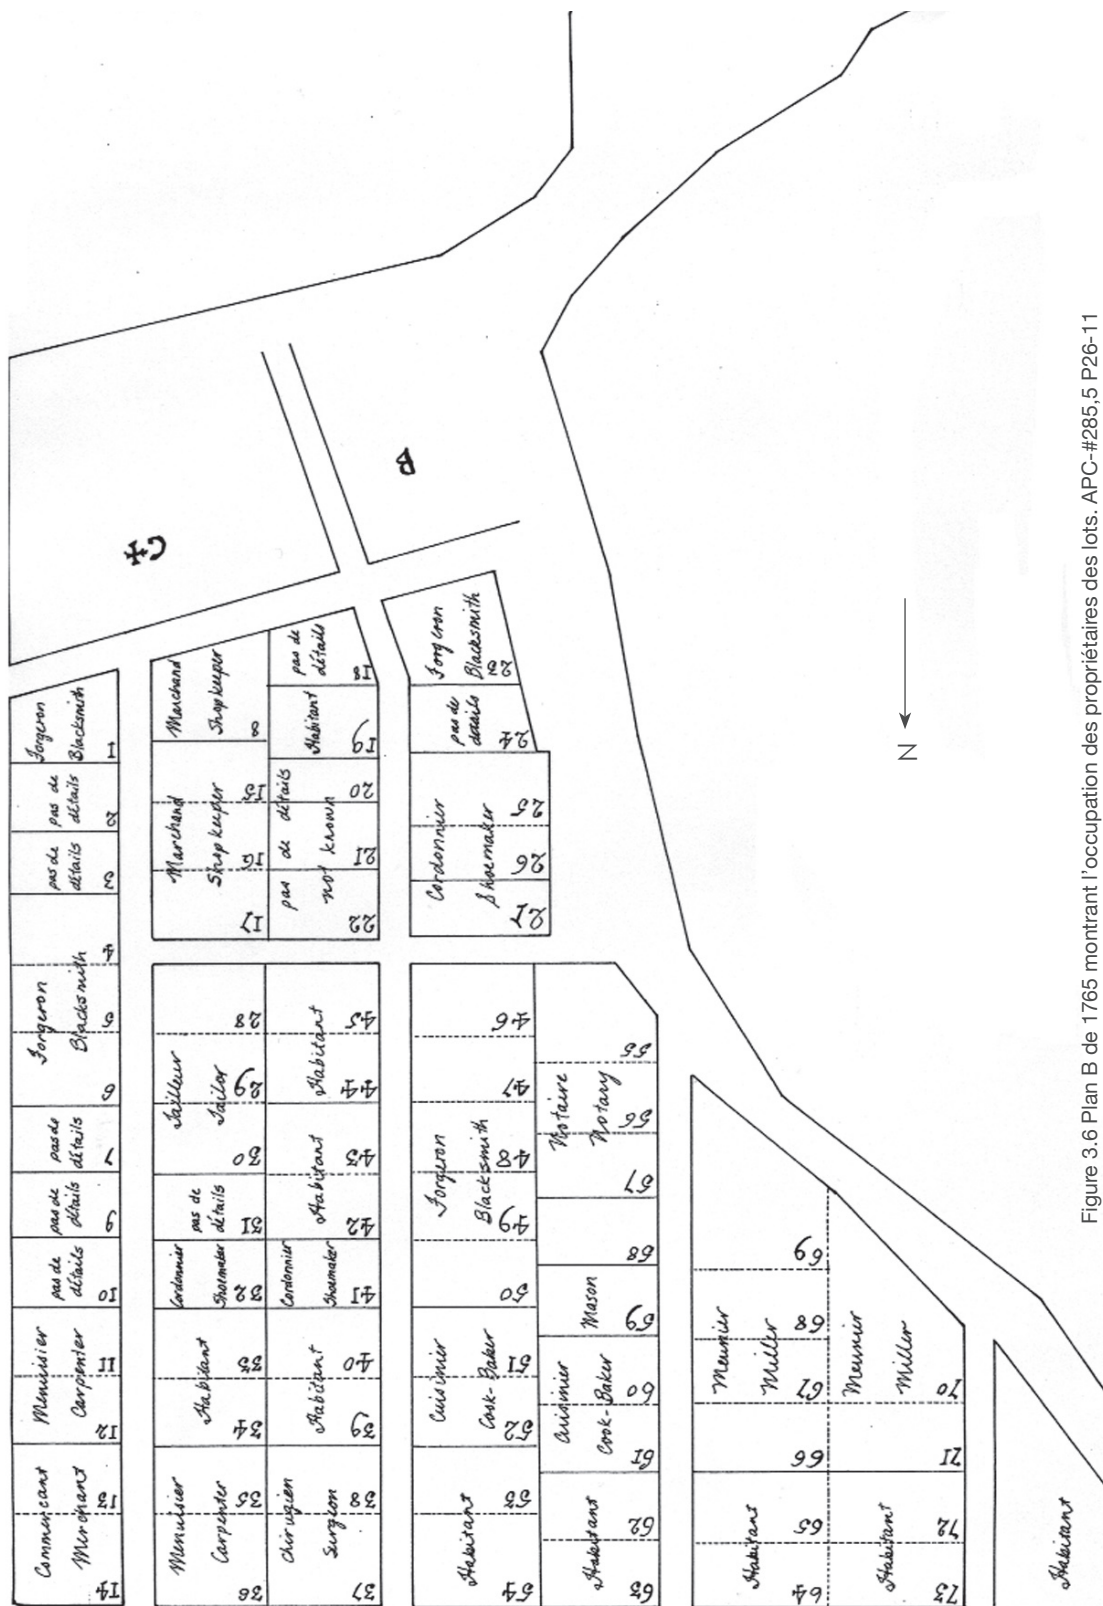 Figure 3.6 Plan B de 1765 montrant l'occupation des propriétaires des lots. APC-#285,5 P26-11
N
C
B
Forgeron
Blacksmith
1
pas de
détails
2
pas de
détails
3
4
Forgeron
Blacksmith
5
6
pas de
détails
7
pas de
détails
9
pas de
détails
10
Menuisier
Carpenter
11
12
Commercant
Merchant
13
14
Marchand
Shopkeeper
8
Marchand
Shopkeeper
15
16
17
pas de
détails
18
Habitant
19
pas de détails
not known
20
21
22
Forgeron
Blacksmith
23
pas de
détails
24
Cordonnier
Shoemaker
25
26
27
28
Tailleur
Tailor
29
30
pas de
détails
31
Cordonnier
Shoemaker
32
Habitant
33
34
Menuisier
Carpenter
35
36
45
Habitant
44
43
Habitant
42
Cordonnier
Shoemaker
41
Habitant
40
39
Chirugien
Surgeon
38
37
46
47
Forgeron
Blacksmith
48
49
50
Cuisinier
Cook-Baker
51
52
Habitant
53
54
55
Notaire
Notary
56
57
Mason
Cuisinier
Cook-Baker
60
61
Habitant
62
63
69
Meunier
Miller
68
67
66
Habitant
65
64
Meunier
Miller
70
71
Habitant
72
73
Habitant